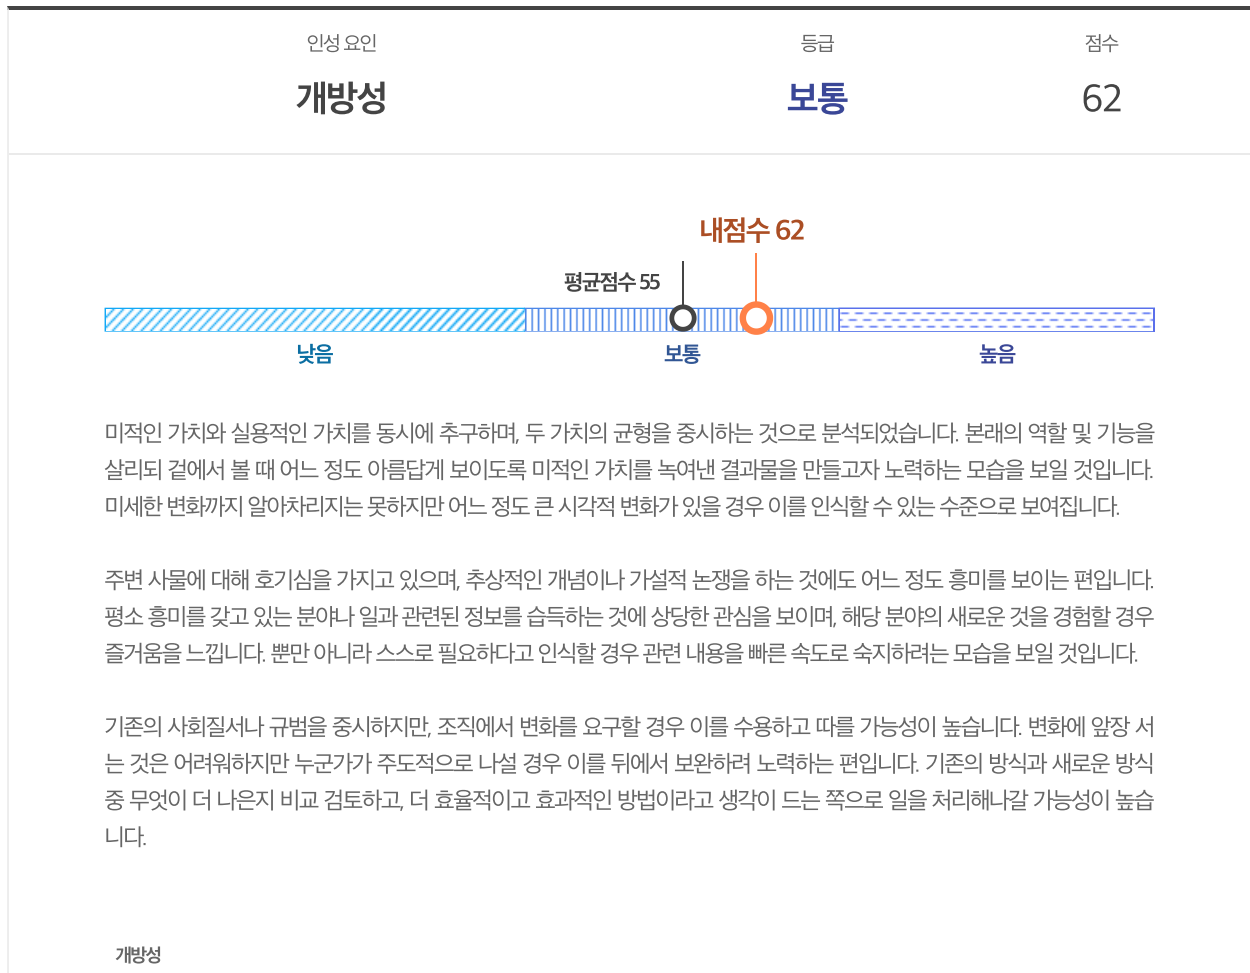 인성 요인
등급
점수
개방성
보통
62
내점수 62
평균점수 55
낮음
보통
높음
미적인 가치와 실용적인 가치를 동시에 추구하며, 두 가치의 균형을 중시하는 것으로 분석되었습니다. 본래의 역할 및 기능을
살리되 겉에서 볼 때 어느 정도 아름답게 보이도록 미적인 가치를 녹여낸 결과물을 만들고자 노력하는 모습을 보일 것입니다.
미세한 변화까지 알아차리지는 못하지만 어느 정도 큰 시각적 변화가 있을 경우 이를 인식할 수 있는 수준으로 보여집니다.
주변 사물에 대해 호기심을 가지고 있으며, 추상적인 개념이나 가설적 논쟁을 하는 것에도 어느 정도 흥미를 보이는 편입니다.
평소 흥미를 갖고 있는 분야나 일과 관련된 정보를 습득하는 것에 상당한 관심을 보이며, 해당 분야의 새로운 것을 경험할 경우
즐거움을 느낍니다. 뿐만 아니라 스스로 필요하다고 인식할 경우 관련 내용을 빠른 속도로 숙지하려는 모습을 보일 것입니다.
기존의 사회질서나 규범을 중시하지만, 조직에서 변화를 요구할 경우 이를 수용하고 따를 가능성이 높습니다. 변화에 앞장 서
는 것은 어려워하지만 누군가가 주도적으로 나설 경우 이를 뒤에서 보완하려 노력하는 편입니다. 기존의 방식과 새로운 방식
중 무엇이 더 나은지 비교 검토하고, 더 효율적이고 효과적인 방법이라고 생각이 드는 쪽으로 일을 처리해나갈 가능성이 높습
니다.
개방성